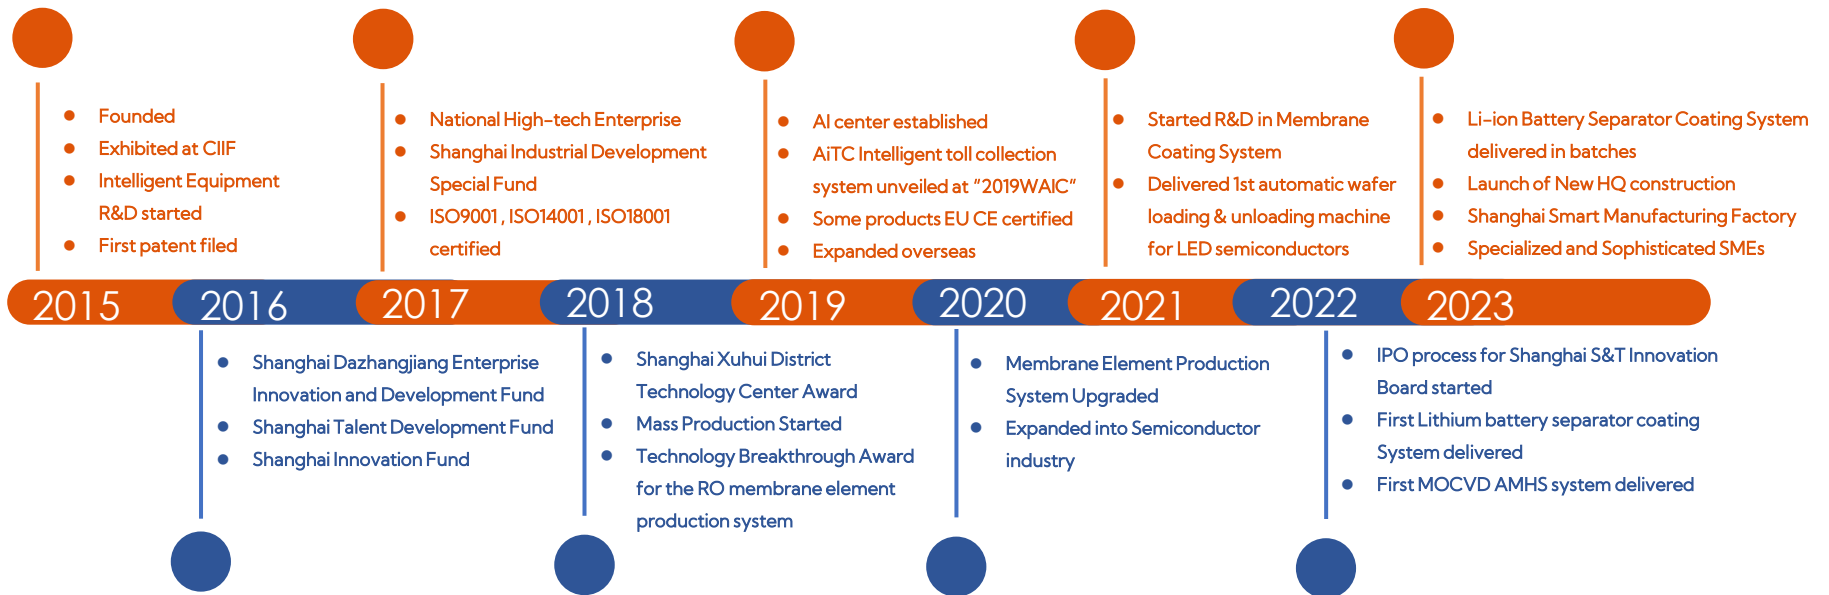 Founded
Exhibited at CIIF
Intelligent Equipment
R&D started
First patent filed
National High-tech Enterprise
Shanghai Industrial Development
Special Fund
ISO9001 , ISO14001 , ISO18001
certified
AI center established
AiTC Intelligent toll collection
system unveiled at "2019WAIC"
Some products EU CE certified
Expanded overseas
Started R&D in Membrane
Coating System
Delivered 1st automatic wafer
loading & unloading machine
for LED semiconductors
Li-ion Battery Separator Coating System
delivered in batches
Launch of New HQ construction
Shanghai Smart Manufacturing Factory
Specialized and Sophisticated SMEs
2015 2016 2017 2018 2019 2020 2021 2022 2023
Shanghai Dazhangjiang Enterprise
Innovation and Development Fund
Shanghai Talent Development Fund
Shanghai Innovation Fund
Shanghai Xuhui District
Technology Center Award
Mass Production Started
Technology Breakthrough Award
for the RO membrane element
production system
Membrane Element Production
System Upgraded
Expanded into Semiconductor
industry
IPO process for Shanghai S&T Innovation
Board started
First Lithium battery separator coating
System delivered
First MOCVD AMHS system delivered